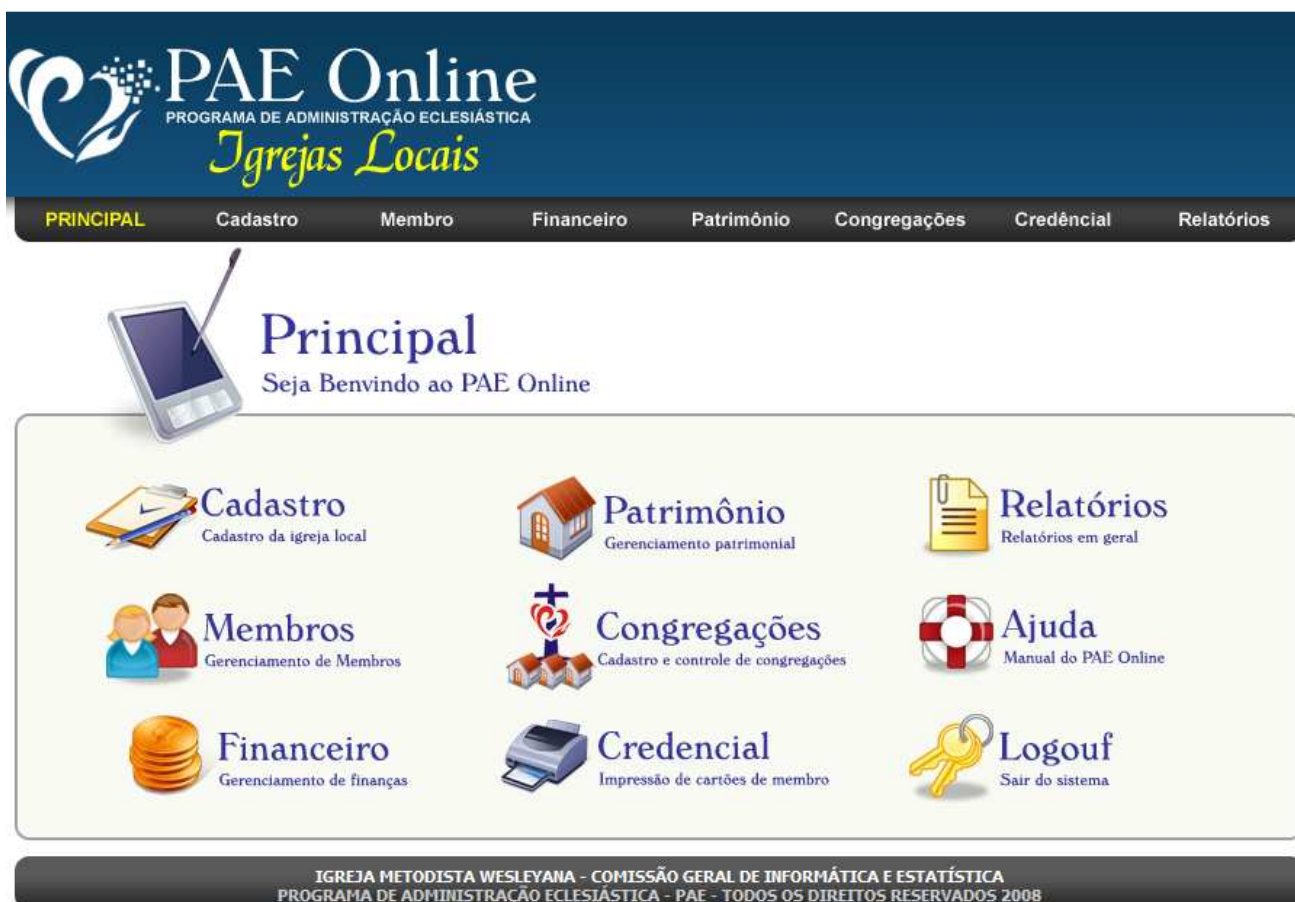 PAE Online
PROGRAMA DE ADMINISTRAÇÃO ECLESIÁSTICA
Igrejas Locais
PRINCIPAL Cadastro Membro Financeiro Patrimônio Congregações Credêncial Relatórios
Principal
Seja Benvindo ao PAE Online
Cadastro
Cadastro da igreja local
Patrimônio
Gerenciamento patrimonial
Relatórios
Relatórios em geral
Membros
Gerenciamento de Membros
Congregações
Cadastro e controle de congregações
Ajuda
Manual do PAE Online
Financeiro
Gerenciamento de finanças
Credencial
Impressão de cartões de membro
Logouf
Sair do sistema
IGREJA METODISTA WESLEYANA - COMISSÃO GERAL DE INFORMÁTICA E ESTATÍSTICA
PROGRAMA DE ADMINISTRAÇÃO ECLESIÁSTICA - PAE - TODOS OS DIREITOS RESERVADOS 2008